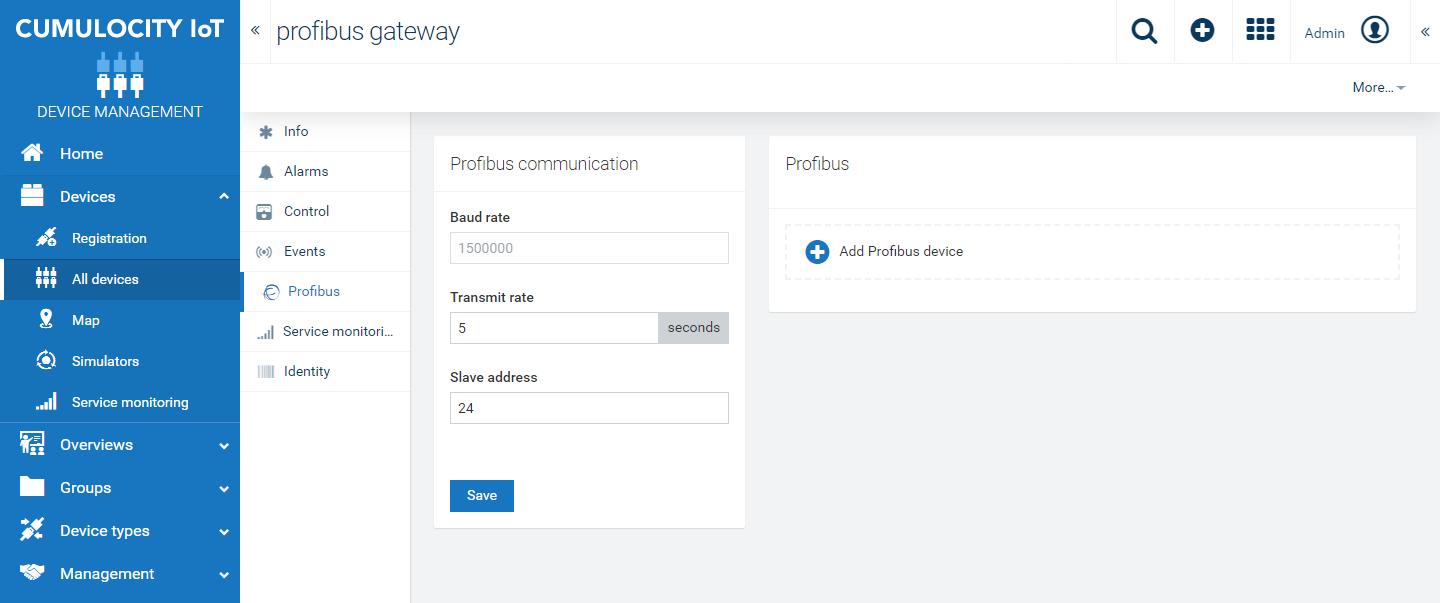 CUMULOCITY IoT
DEVICE MANAGEMENT
Home
Devices
Registration
All devices
Map
Simulators
Service monitoring
Overviews
Groups
Device types
Management
«
profibus gateway
Admin
«
More...
Info
Alarms
Control
Events
Profibus
Service monitori...
Identity
Profibus communication
Baud rate
1500000
Transmit rate
5 seconds
Slave address
24
Save
Profibus
Add Profibus device